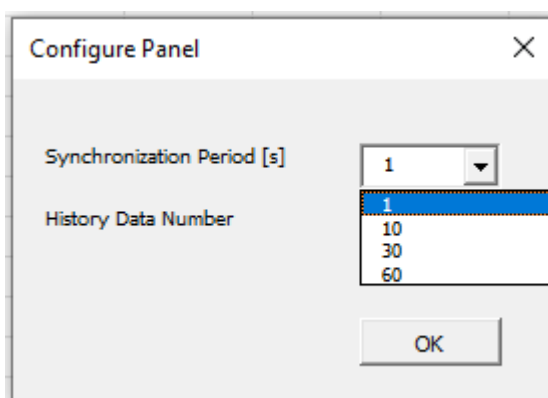 Configure Panel
Synchronization Period [s]
1
1
10
30
60
History Data Number
OK